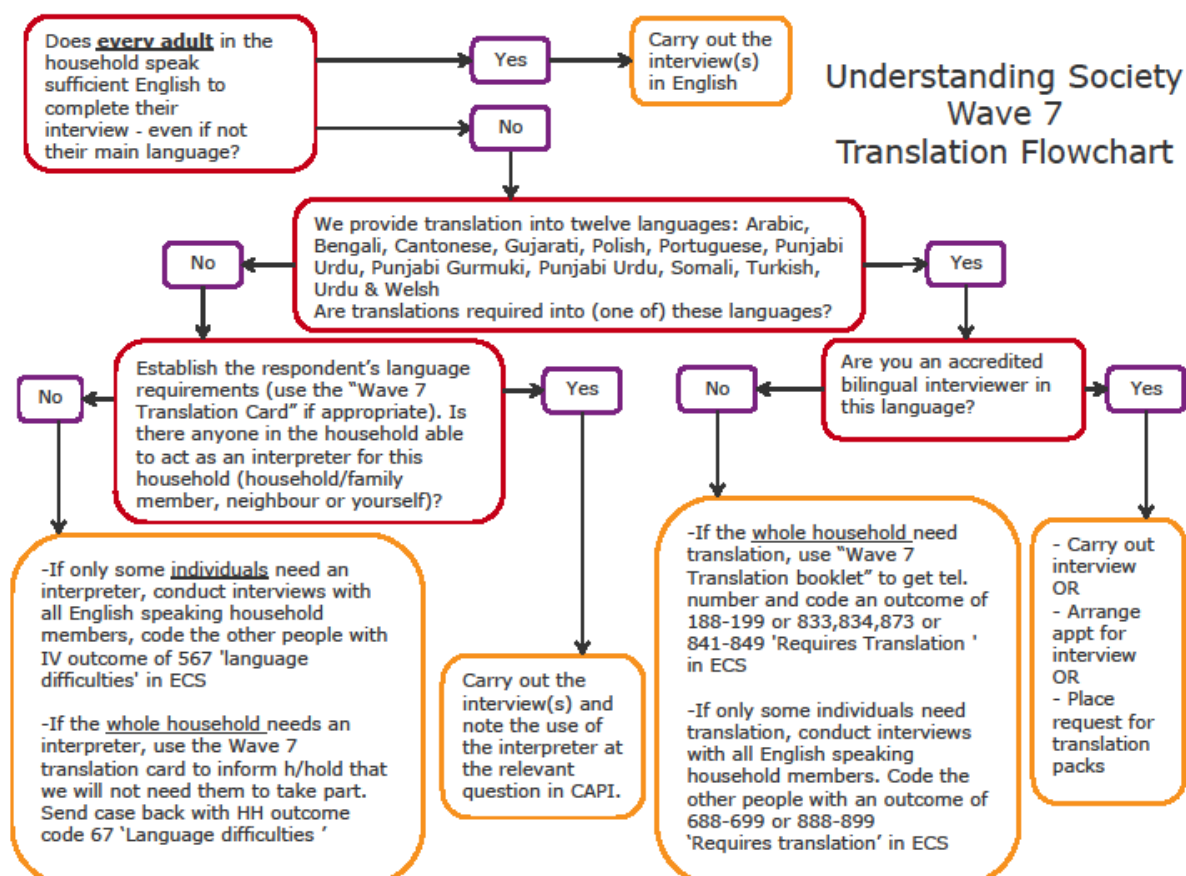 Does every adult in the
household speak
sufficient English to
complete their
interview - even if not
their main language?
Yes
Carry out the
interview(s)
in English
No
Understanding Society
Wave 7
Translation Flowchart
We provide translation into twelve languages: Arabic,
Bengali, Cantonese, Gujarati, Polish, Portuguese, Punjabi
Urdu, Punjabi Gurmuki, Punjabi Urdu, Somali, Turkish,
Urdu & Welsh
Are translations required into (one of) these languages?
No
Yes
Establish the respondent's language
requirements (use the "Wave 7
Translation Card" if appropriate). Is
there anyone in the household able
to act as an interpreter for this
household (household/family
member, neighbour or yourself)?
No
Yes
Are you an accredited
bilingual interviewer in
this language?
No
Yes
-If only some individuals need an
interpreter, conduct interviews with
all English speaking household
members, code the other people with
IV outcome of 567 'language
difficulties' in ECS
-If the whole household needs an
interpreter, use the Wave 7
translation card to inform h/hold that
we will not need them to take part.
Send case back with HH outcome
code 67 'Language difficulties '
Carry out the
interview(s) and
note the use of
the interpreter at
the relevant
question in CAPI.
-If the whole household need
translation, use "Wave 7
Translation booklet" to get tel.
number and code an outcome of
188-199 or 833,834,873 or
841-849 'Requires Translation '
in ECS
-If only some individuals need
translation, conduct interviews
with all English speaking
household members. Code the
other people with an outcome of
688-699 or 888-899
'Requires translation' in ECS
- Carry out
interview
OR
- Arrange
appt for
interview
OR
- Place
request for
translation
packs